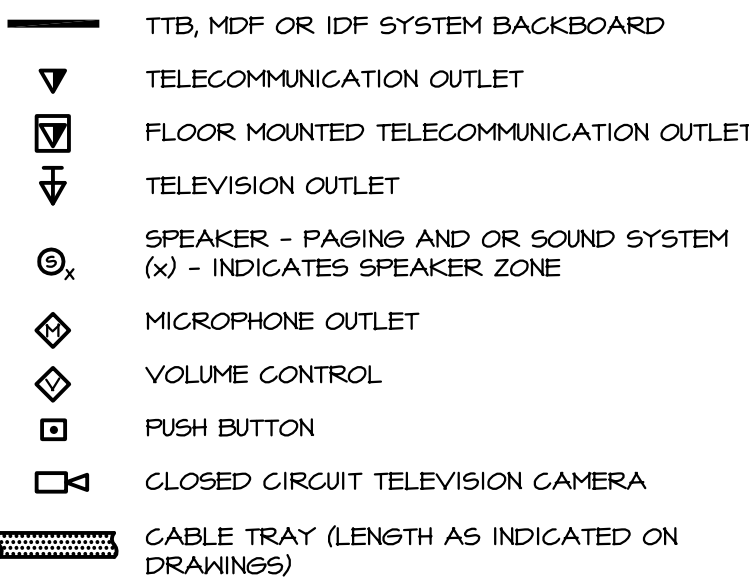 TTB, MDF OR IDF SYSTEM BACKBOARD
TELECOMMUNICATION OUTLET
FLOOR MOUNTED TELECOMMUNICATION OUTLET
TELEVISION OUTLET
SPEAKER - PAGING AND OR SOUND SYSTEM
S x (x) - INDICATES SPEAKER ZONE
M MICROPHONE OUTLET
V VOLUME CONTROL
PUSH BUTTON
CLOSED CIRCUIT TELEVISION CAMERA
CABLE TRAY (LENGTH AS INDICATED ON
DRAWINGS)